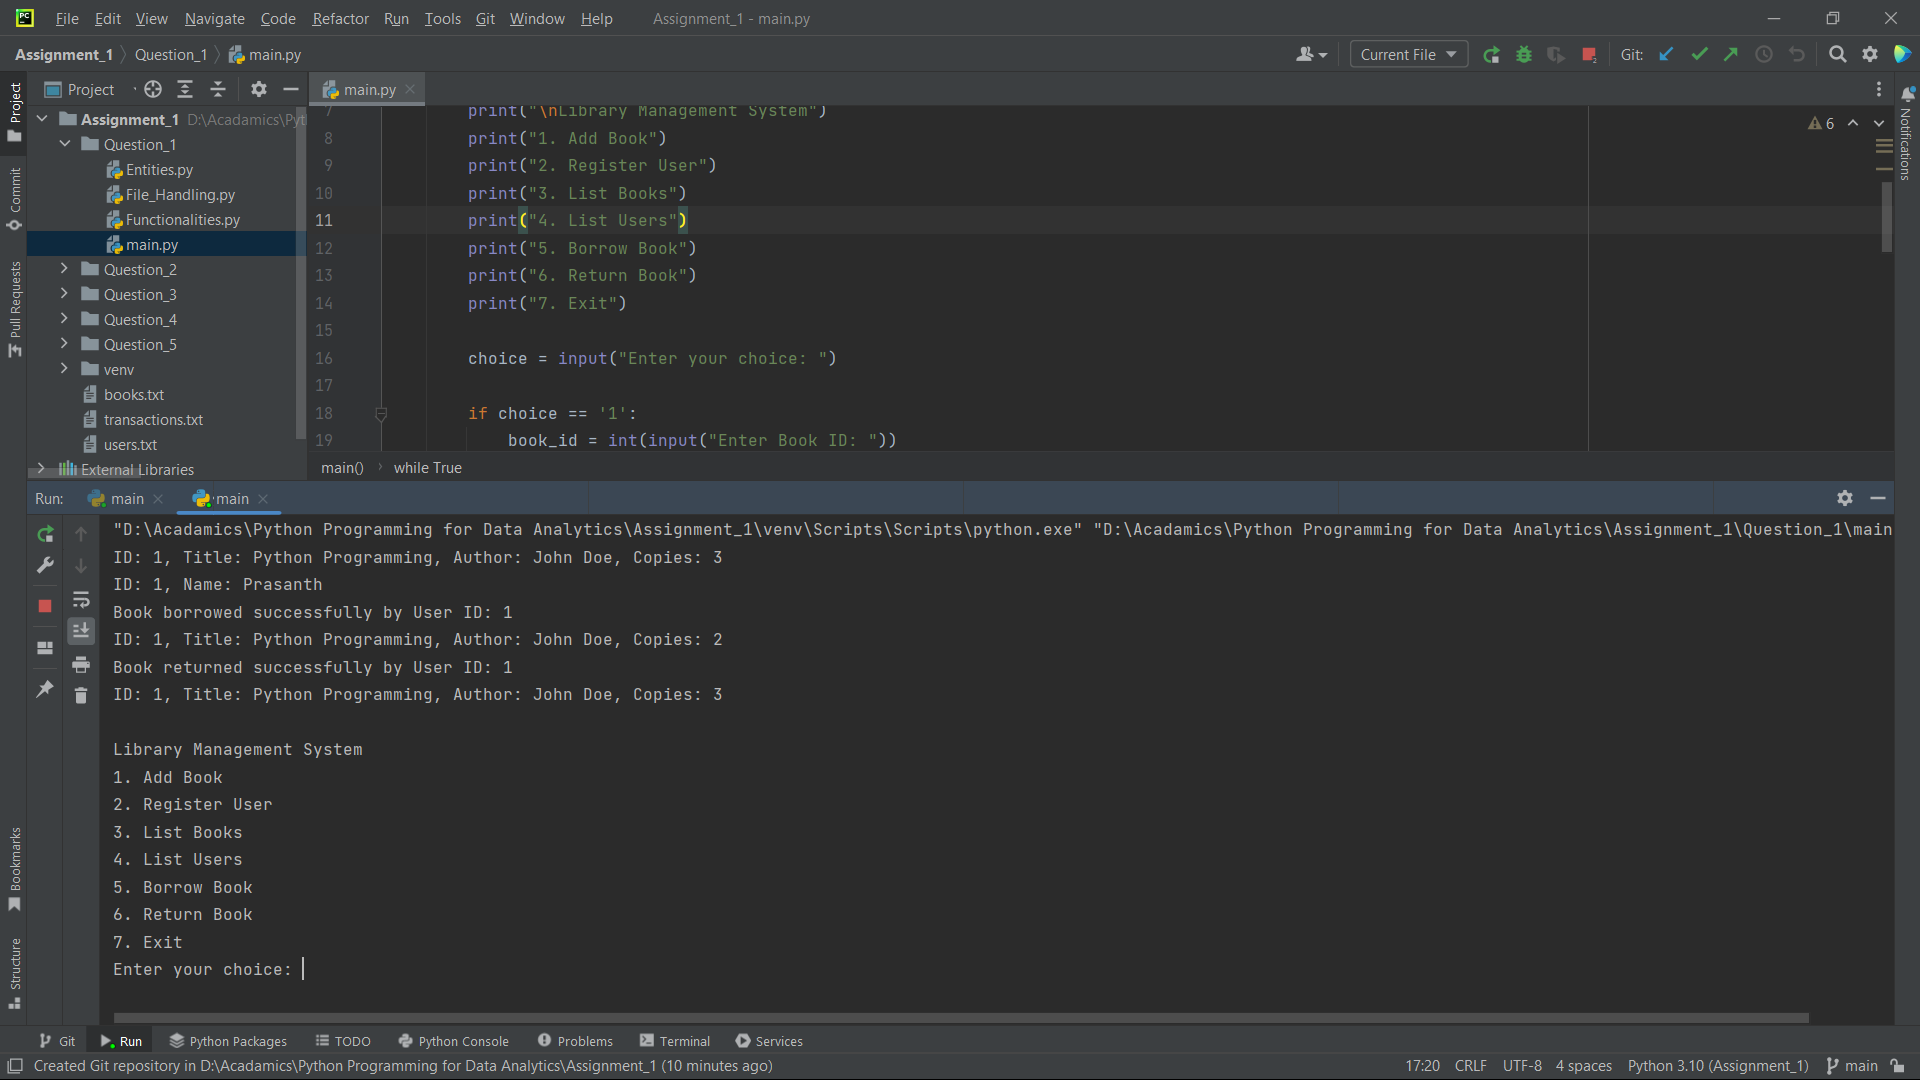 PC File Edit View Navigate Code Refactor Run Tools Git Window Help Assignment_1 - main.py
Assignment_1 Question_1 main.py Current File Git:
Project
main.py
Project
Commit
Pull Requests
Bookmarks
Structure
Notifications
Assignment_1 D:\Acadamics\Pyt
Question_1
Entities.py
File_Handling.py
Functionalities.py
main.py
Question_2
Question_3
Question_4
Question_5
venv
books.txt
transactions.txt
users.txt
External Libraries
6
7 print("\nLibrary Management System")
8 print("1. Add Book")
9 print("2. Register User")
10 print("3. List Books")
11 print("4. List Users")
12 print("5. Borrow Book")
13 print("6. Return Book")
14 print("7. Exit")
15
16 choice = input("Enter your choice: ")
17
18 if choice == '1':
19 book_id = int(input("Enter Book ID: "))
main() while True
Run: main main
"D:\Acadamics\Python Programming for Data Analytics\Assignment_1\venv\Scripts\Scripts\python.exe" "D:\Acadamics\Python Programming for Data Analytics\Assignment_1\Question_1\main
ID: 1, Title: Python Programming, Author: John Doe, Copies: 3
ID: 1, Name: Prasanth
Book borrowed successfully by User ID: 1
ID: 1, Title: Python Programming, Author: John Doe, Copies: 2
Book returned successfully by User ID: 1
ID: 1, Title: Python Programming, Author: John Doe, Copies: 3
Library Management System
1. Add Book
2. Register User
3. List Books
4. List Users
5. Borrow Book
6. Return Book
7. Exit
Enter your choice:
Git Run Python Packages TODO Python Console Problems Terminal Services
Created Git repository in D:\Acadamics\Python Programming for Data Analytics\Assignment_1 (10 minutes ago) 17:20 CRLF UTF-8 4 spaces Python 3.10 (Assignment_1) main